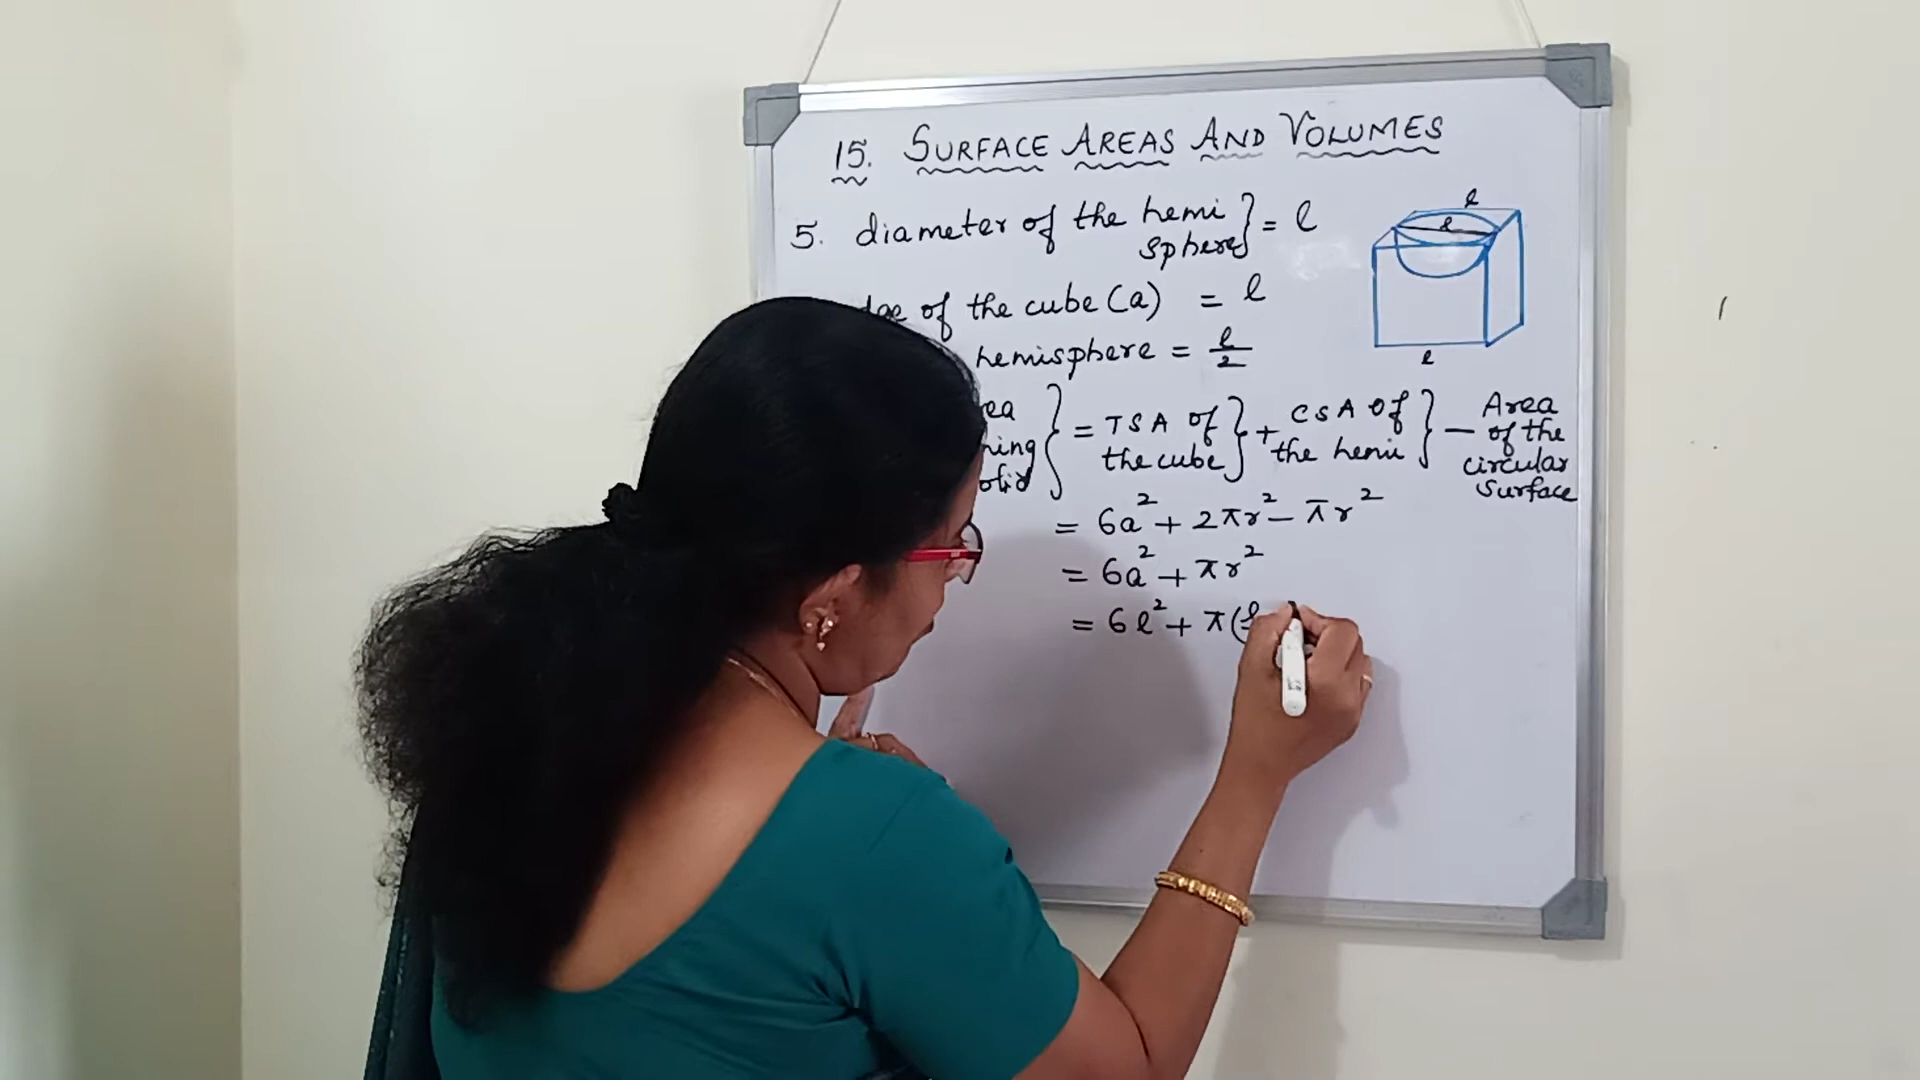 15. SURFACE AREAS AND VOLUMES
5. diameter of the hemi sphere} = l
of the cube (a) = l
hemisphere = l/2
} = TSA of the cube } + CSA of the hemi } - Area of the circular surface
= 6a² + 2πr² - πr²
= 6a² + πr²
= 6l² + π(l
l
l
l